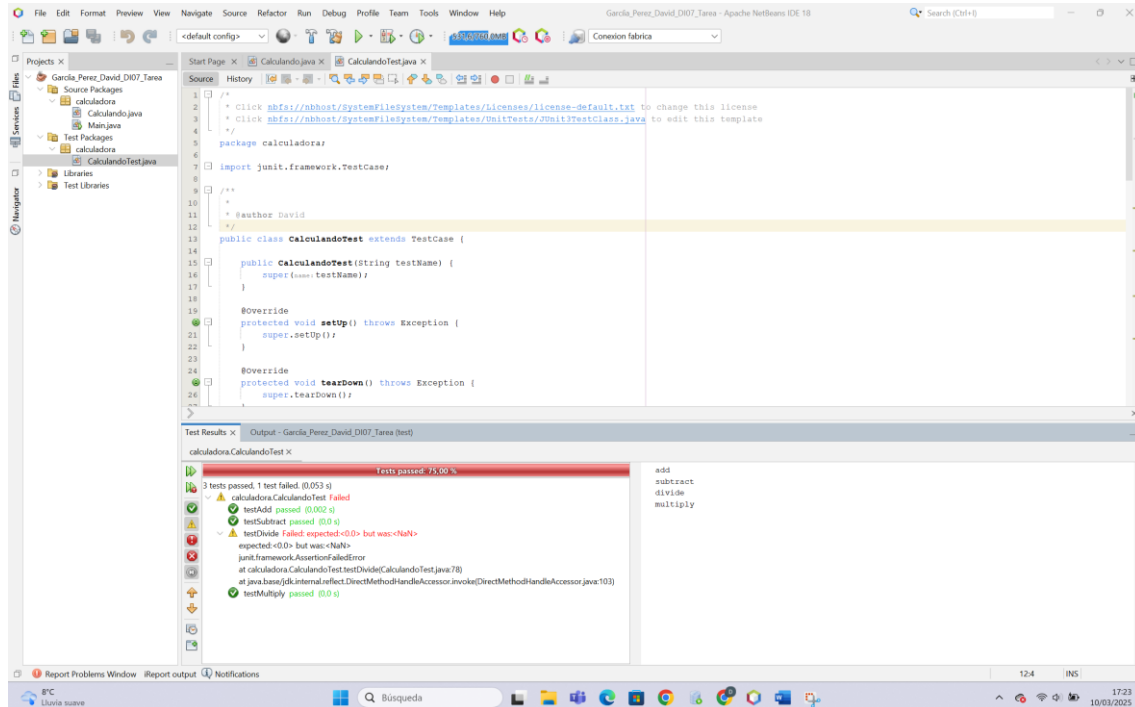 File Edit Format Preview View Navigate Source Refactor Run Debug Profile Team Tools Window Help
Garcíia_Perez_David_DI07_Tarea - Apache NetBeans IDE 18
Search (Ctrl+I)
<default config>
Conexion fabrica
Projects
Files
Services
Navigator
Garcíia_Perez_David_DI07_Tarea
Source Packages
calculadora
Calculando.java
Main.java
Test Packages
calculadora
CalculandoTest.java
Libraries
Test Libraries
Start Page Calculando.java CalculandoTest.java
Source History
1 /*
2 * Click nbfs://nbhost/SystemFileSystem/Templates/Licenses/license-default.txt to change this license
3 * Click nbfs://nbhost/SystemFileSystem/Templates/UnitTests/JUnit3TestClass.java to edit this template
4 */
5 package calculadora;
6
7 import junit.framework.TestCase;
8
9 /**
10 *
11 * @author David
12 */
13 public class CalculandoTest extends TestCase {
14
15 public CalculandoTest(String testName) {
16 super(name: testName);
17 }
18
19 @Override
protected void setUp() throws Exception {
21 super.setUp();
22 }
23
24 @Override
protected void tearDown() throws Exception {
26 super.tearDown();
27 }
Test Results Output - Garcíia_Perez_David_DI07_Tarea (test)
calculadora.CalculandoTest
Tests passed: 75,00 %
3 tests passed, 1 test failed. (0,053 s)
calculadora.CalculandoTest Failed
testAdd passed (0,002 s)
testSubtract passed (0,0 s)
testDivide Failed: expected:<0.0> but was:<NaN>
expected:<0.0> but was:<NaN>
junit.framework.AssertionFailedError
at calculadora.CalculandoTest.testDivide(CalculandoTest.java:78)
at java.base/jdk.internal.reflect.DirectMethodHandleAccessor.invoke(DirectMethodHandleAccessor.java:103)
testMultiply passed (0,0 s)
add
subtract
divide
multiply
Report Problems Window iReport output Notifications
12:4 INS
8°C
Lluvia suave
Búsqueda
17:23
10/03/2025